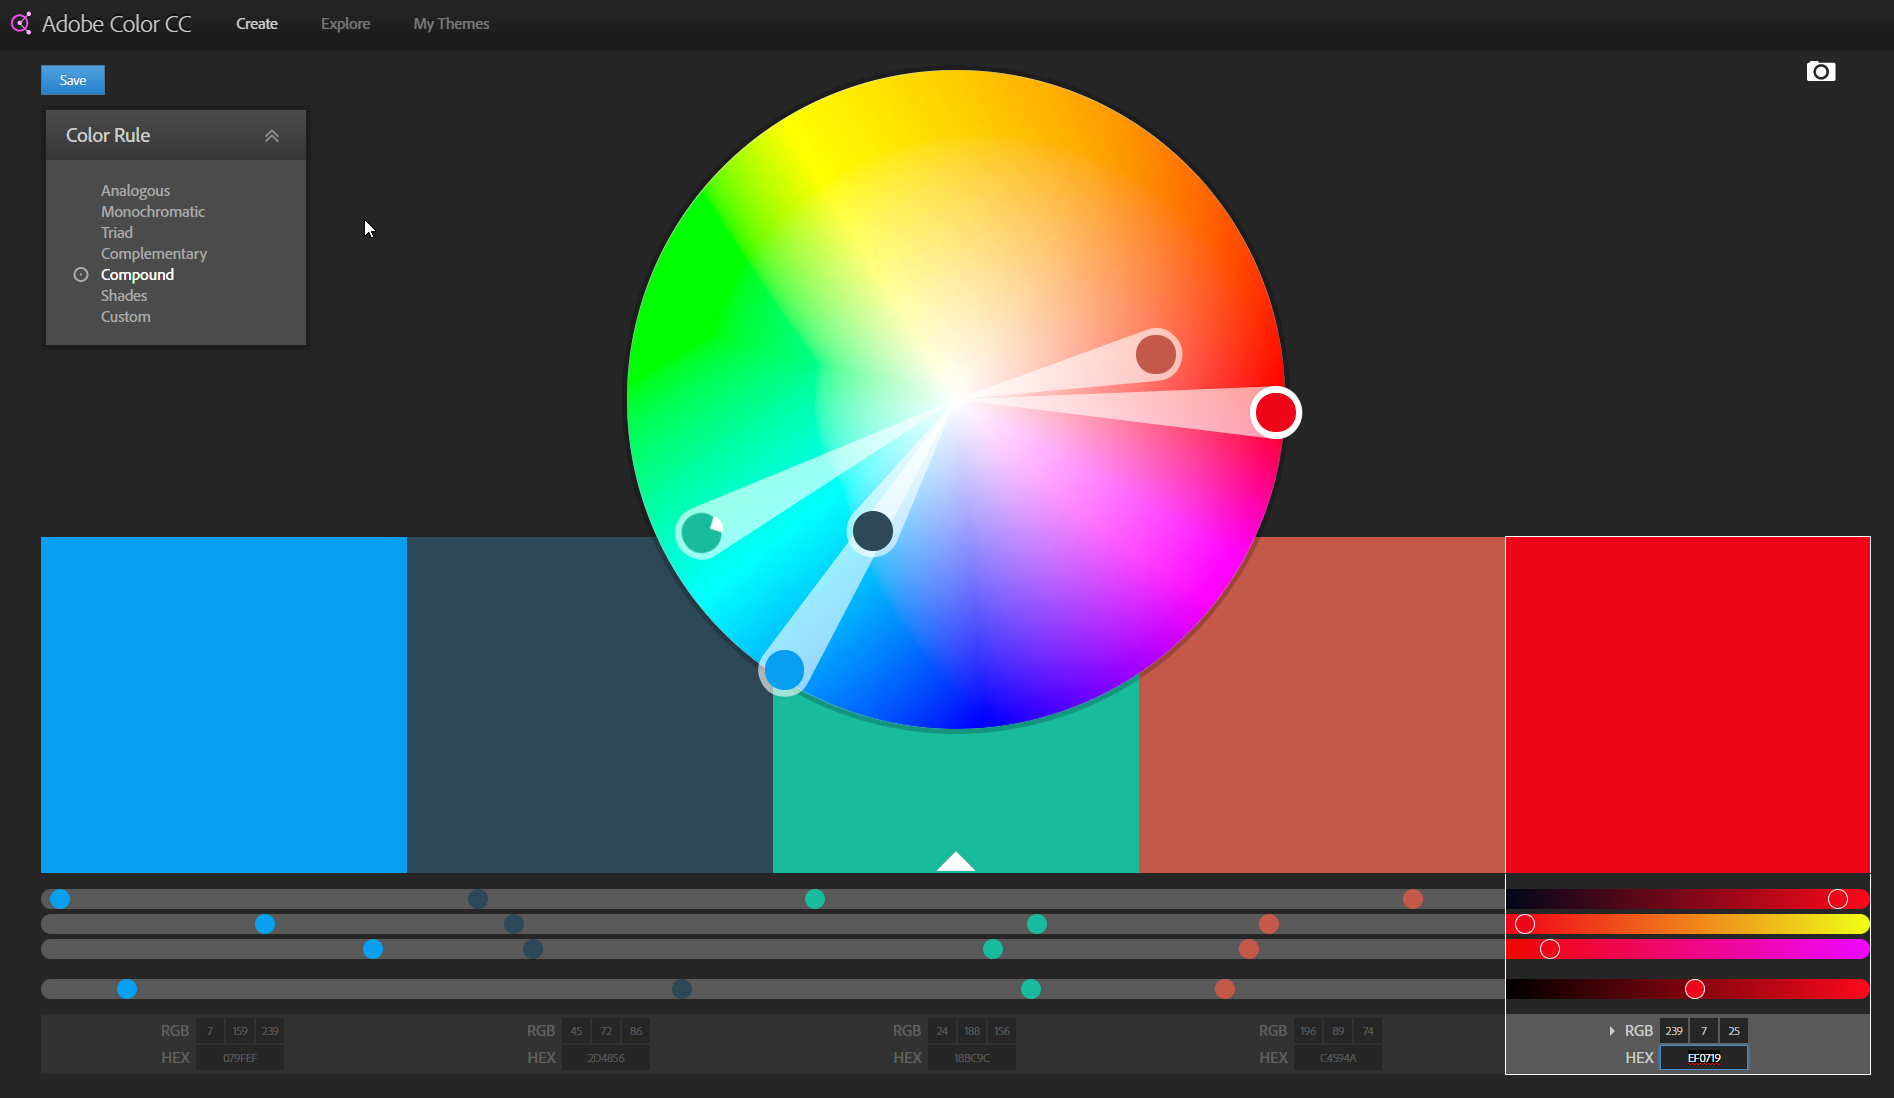 Adobe Color CC Create Explore My Themes
Save
Color Rule
Analogous
Monochromatic
Triad
Complementary
Compound
Shades
Custom
RGB 7 159 239 RGB 45 72 86 RGB 24 188 156 RGB 196 89 74 RGB 239 7 25
HEX 079FEF HEX 2D4856 HEX 18BC9C HEX C4594A HEX EF0719